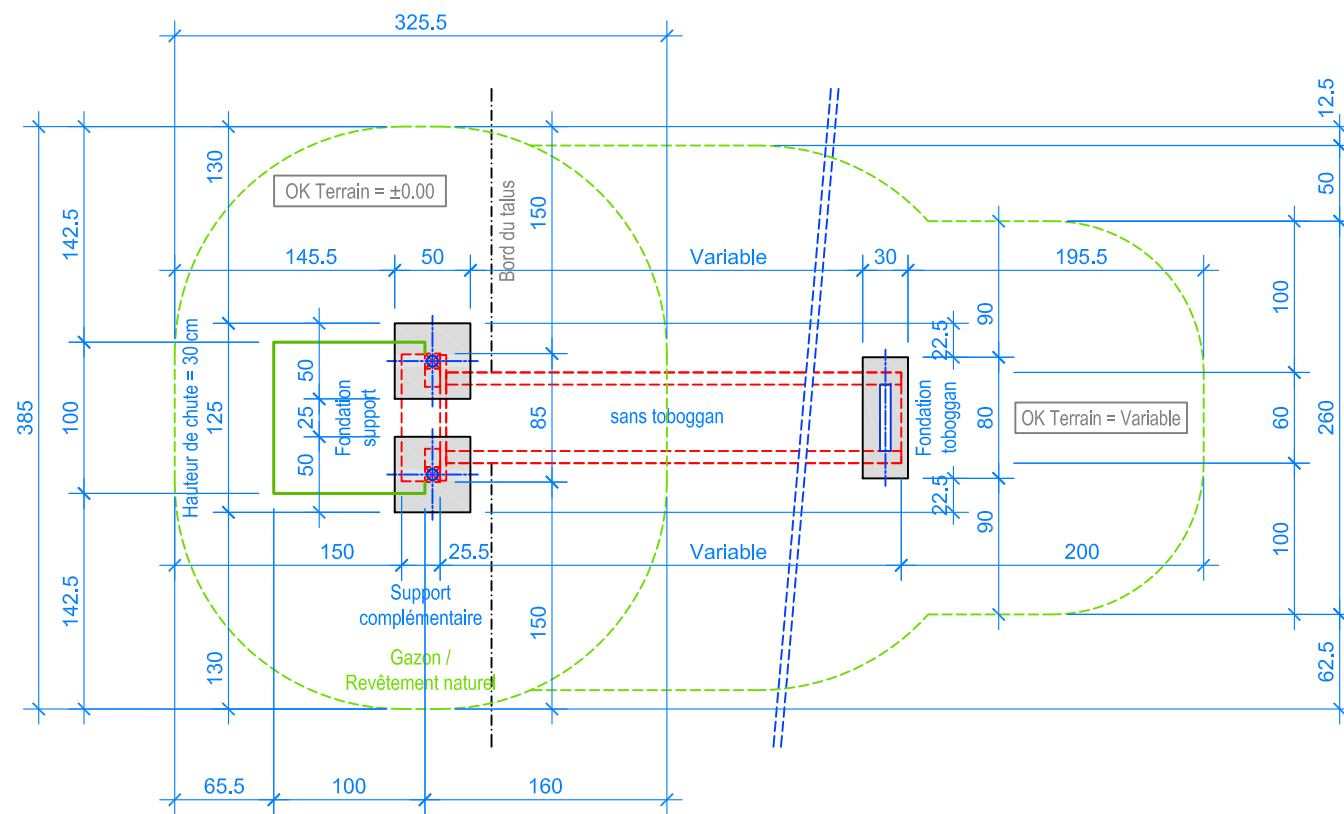 325.5
12.5
385
142.5
100
142.5
130
125
130
OK Terrain = ±0.00
150
50
145.5
50
Bord du talus
Variable
30
195.5
100
90
22.5
Hauteur de chute = 30 cm
50
25
50
Fondation
support
85
sans toboggan
Fondation
toboggan
80
OK Terrain = Variable
60
260
22.5
90
100
150
25.5
Variable
200
Support
complémentaire
150
Gazon /
Revêtement naturel
62.5
65.5
100
160